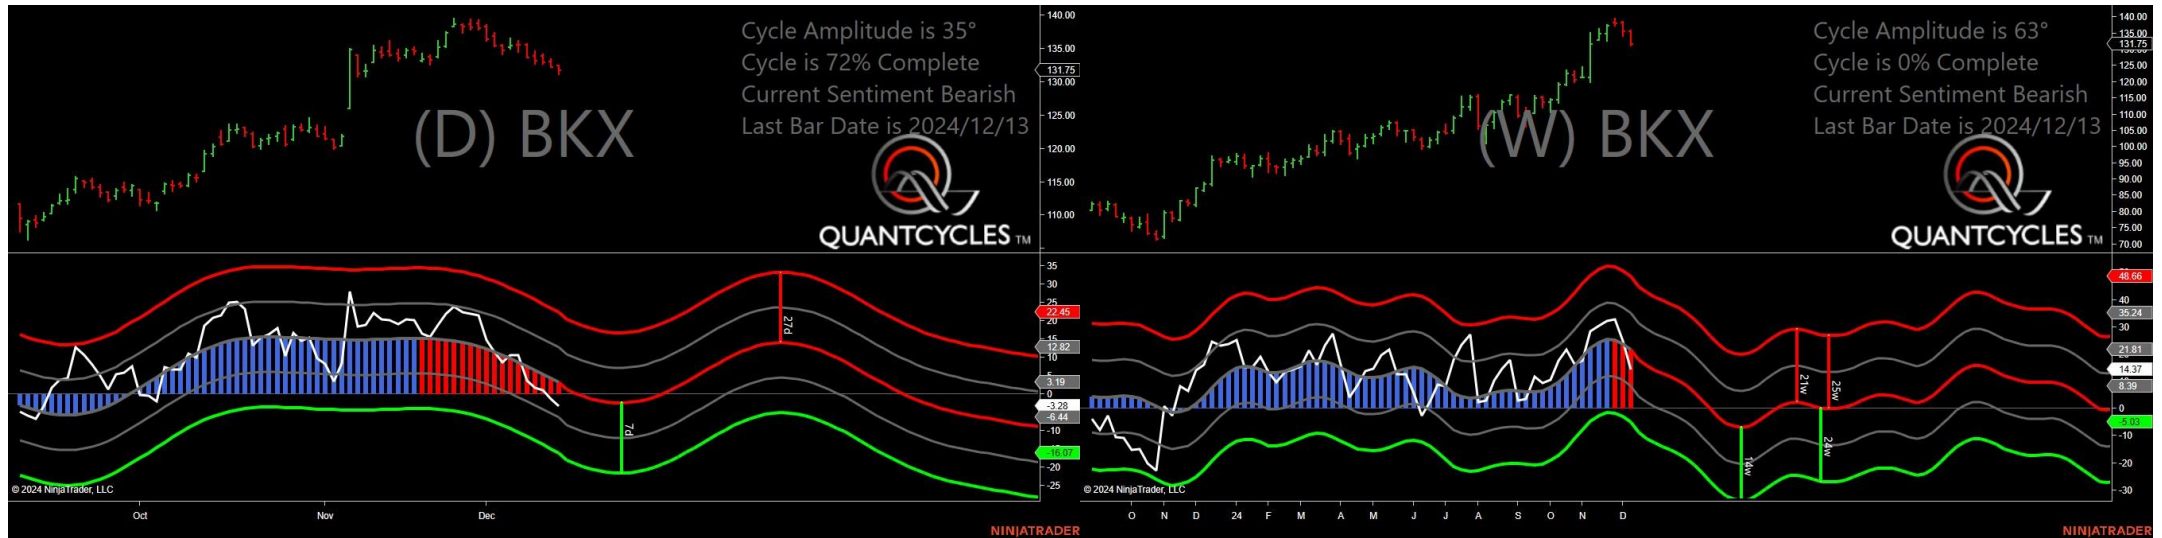 Cycle Amplitude is 35°
Cycle is 72% Complete
Current Sentiment Bearish
Last Bar Date is 2024/12/13
(D) BKX
QUANTCYCLES TM
140.00
135.00
131.75
130.00
125.00
120.00
115.00
110.00
35
30
25
22.45
20
15
12.82
10
5
3.19
0
-3.28
-6.44
-10
-16.07
-20
-25
27d
7d
© 2024 NinjaTrader, LLC
Oct Nov Dec
NINJATRADER
Cycle Amplitude is 63°
Cycle is 0% Complete
Current Sentiment Bearish
Last Bar Date is 2024/12/13
(W) BKX
QUANTCYCLES TM
140.00
135.00
131.75
125.00
120.00
115.00
110.00
105.00
100.00
95.00
90.00
85.00
80.00
75.00
70.00
48.66
40
35.24
30
21.81
14.37
8.39
0
-5.03
-10
-20
-30
21w
25w
14w
24w
© 2024 NinjaTrader, LLC
O N D 24 F M A M J J A S O N D
NINJATRADER